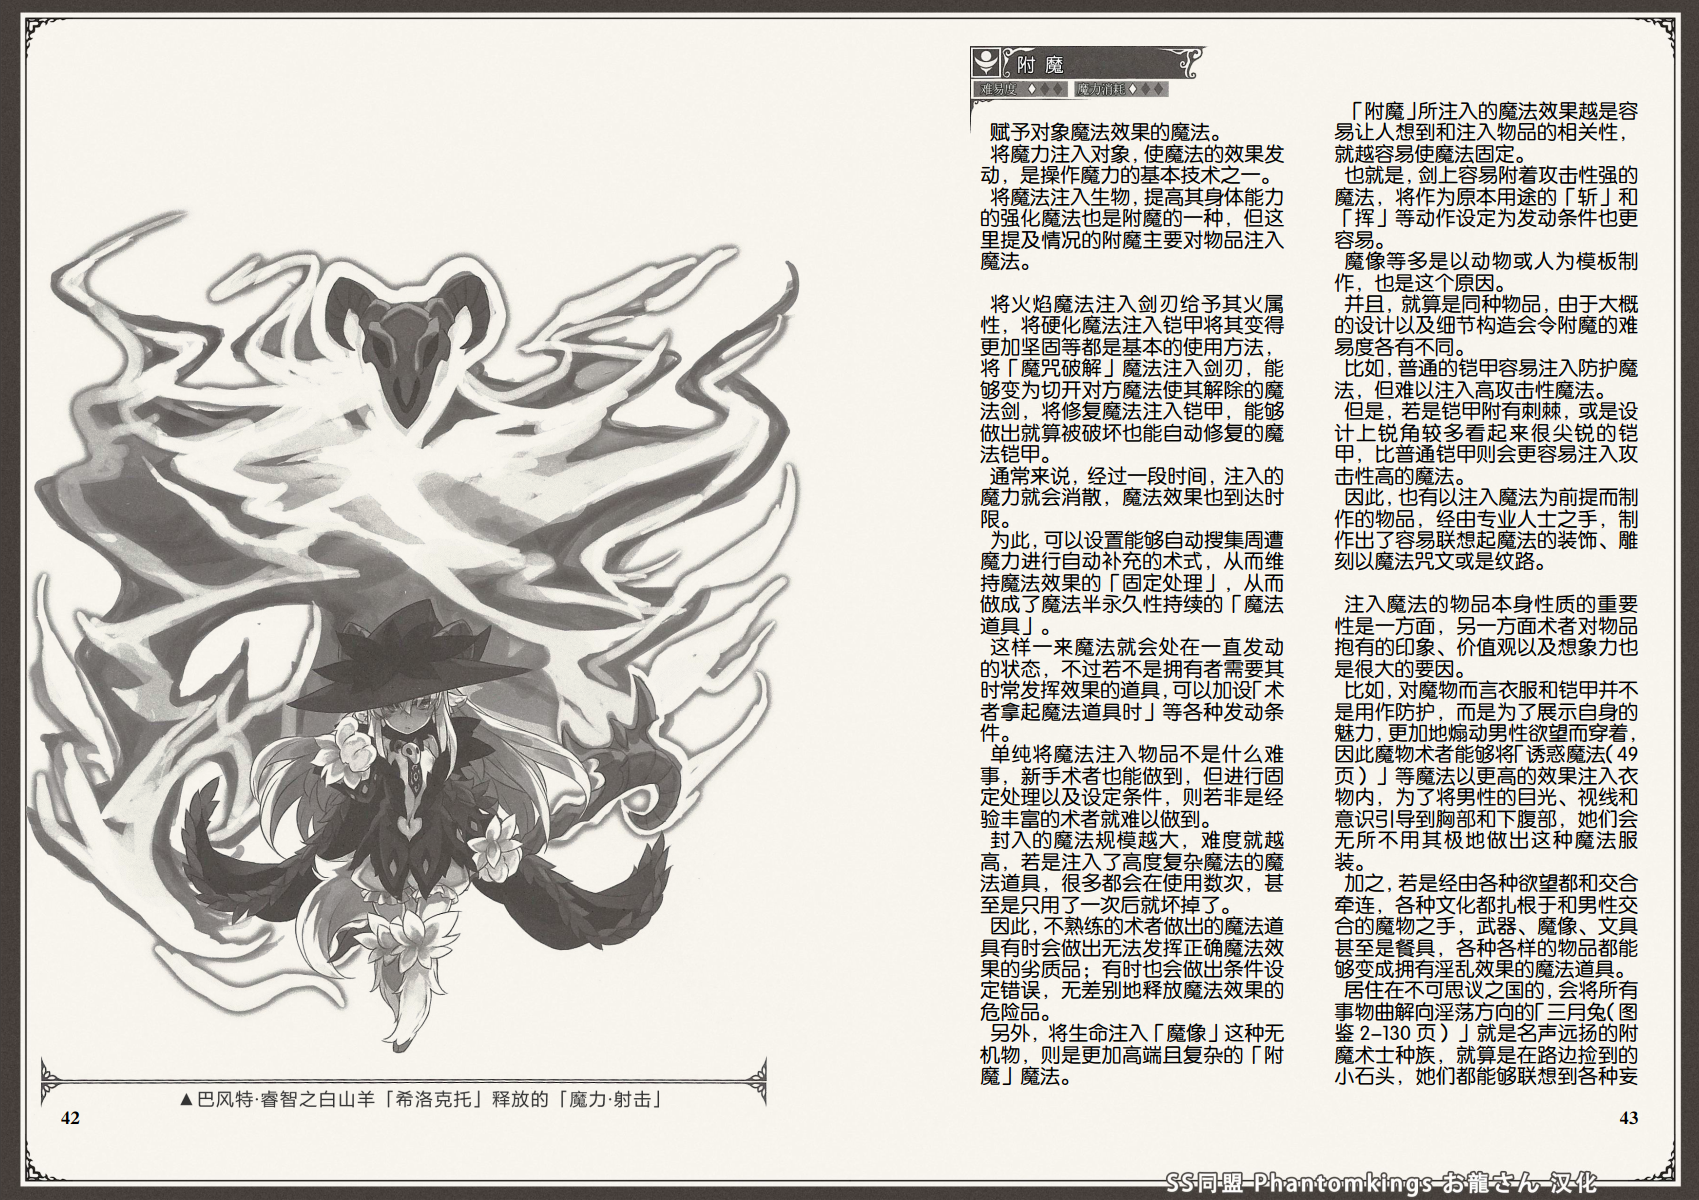 ▲巴风特·睿智之白山羊「希洛克托」释放的「魔力·射击」
42
附 魔
难易度 ◆◆◆ 魔力消耗 ◆◆◆
赋予对象魔法效果的魔法。
将魔力注入对象，使魔法的效果发
动，是操作魔力的基本技术之一。
将魔法注入生物，提高其身体能力
的强化魔法也是附魔的一种，但这
里提及情况的附魔主要对物品注入
魔法。
将火焰魔法注入剑刃给予其火属
性，将硬化魔法注入铠甲将其变得
更加坚固等都是基本的使用方法，
将「魔咒破解」魔法注入剑刃，能
够变为切开对方魔法使其解除的魔
法剑，将修复魔法注入铠甲，能够
做出就算被破坏也能自动修复的魔
法铠甲。
通常来说，经过一段时间，注入的
魔力就会消散，魔法效果也到达时
限。
为此，可以设置能够自动搜集周遭
魔力进行自动补充的术式，从而维
持魔法效果的「固定处理」，从而
做成了魔法半永久性持续的「魔法
道具」。
这样一来魔法就会处在一直发动
的状态，不过若不是拥有者需要其
时常发挥效果的道具，可以加设「术
者拿起魔法道具时」等各种发动条
件。
单纯将魔法注入物品不是什么难
事，新手术者也能做到，但进行固
定处理以及设定条件，则若非是经
验丰富的术者就难以做到。
封入的魔法规模越大，难度就越
高，若是注入了高度复杂魔法的魔
法道具，很多都会在使用数次，甚
至是只用了一次后就坏掉了。
因此，不熟练的术者做出的魔法道
具有时会做出无法发挥正确魔法效
果的劣质品；有时也会做出条件设
定错误，无差别地释放魔法效果的
危险品。
另外，将生命注入「魔像」这种无
机物，则是更加高端且复杂的「附
魔」魔法。
「附魔」所注入的魔法效果越是容
易让人想到和注入物品的相关性，
就越容易使魔法固定。
也就是，剑上容易附着攻击性强的
魔法，将作为原本用途的「斩」和
「挥」等动作设定为发动条件也更
容易。
魔像等多是以动物或人为模板制
作，也是这个原因。
并且，就算是同种物品，由于大概
的设计以及细节构造会令附魔的难
易度各有不同。
比如，普通的铠甲容易注入防护魔
法，但难以注入高攻击性魔法。
但是，若是铠甲附有刺棘，或是设
计上锐角较多看起来很尖锐的铠
甲，比普通铠甲则会更容易注入攻
击性高的魔法。
因此，也有以注入魔法为前提而制
作的物品，经由专业人士之手，制
作出了容易联想起魔法的装饰、雕
刻以魔法咒文或是纹路。
注入魔法的物品本身性质的重要
性是一方面，另一方面术者对物品
抱有的印象、价值观以及想象力也
是很大的要因。
比如，对魔物而言衣服和铠甲并不
是用作防护，而是为了展示自身的
魅力，更加地煽动男性欲望而穿着，
因此魔物术者能够将「诱惑魔法（49
页）」等魔法以更高的效果注入衣
物内，为了将男性的目光、视线和
意识引导到胸部和下腹部，她们会
无所不用其极地做出这种魔法服
装。
加之，若是经由各种欲望都和交合
牵连，各种文化都扎根于和男性交
合的魔物之手，武器、魔像、文具
甚至是餐具，各种各样的物品都能
够变成拥有淫乱效果的魔法道具。
居住在不可思议之国的，会将所有
事物曲解向淫荡方向的「三月兔（图
鉴 2-130 页）」就是名声远扬的附
魔术士种族，就算是在路边捡到的
小石头，她们都能够联想到各种妄
43
SS同盟 Phantomkings お龍さん 汉化